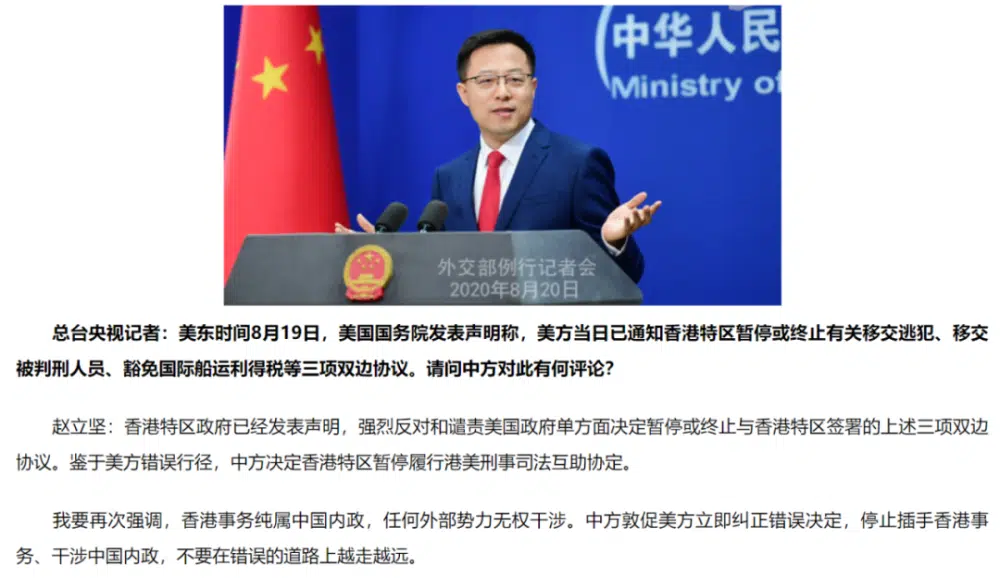 中华人民
Ministry of
外交部例行记者会
2020年8月20日
总台央视记者：美东时间8月19日，美国国务院发表声明称，美方当日已通知香港特区暂停或终止有关移交逃犯、移交
被判刑人员、豁免国际船运利得税等三项双边协议。请问中方对此有何评论？
赵立坚：香港特区政府已经发表声明，强烈反对和谴责美国政府单方面决定暂停或终止与香港特区签署的上述三项双边
协议。鉴于美方错误行径，中方决定香港特区暂停履行港美刑事司法互助协定。
我要再次强调，香港事务纯属中国内政，任何外部势力无权干涉。中方敦促美方立即纠正错误决定，停止插手香港事
务、干涉中国内政，不要在错误的道路上越走越远。